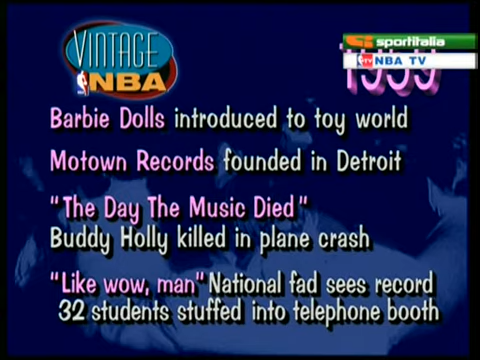 VINTAGE
NBA
sportitalia
NBA TV
1959
Barbie Dolls introduced to toy world
Motown Records founded in Detroit
"The Day The Music Died"
Buddy Holly killed in plane crash
"Like wow, man" National fad sees record
32 students stuffed into telephone booth